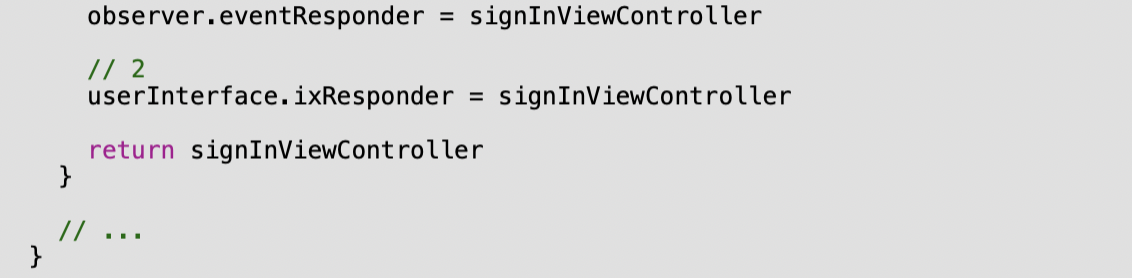 observer.eventResponder = signInViewController
// 2
userInterface.ixResponder = signInViewController
return signInViewController
}
// ...
}